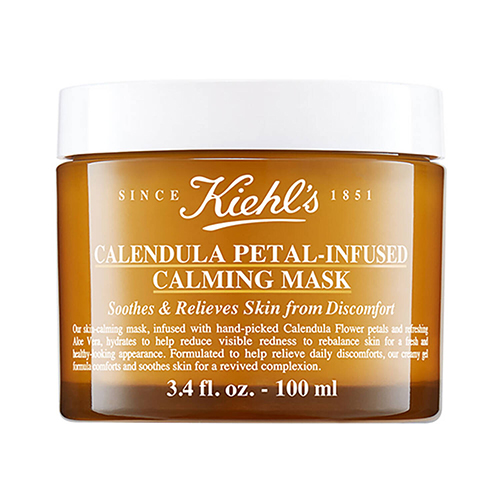 SINCE Kiehl's 1851
CALENDULA PETAL-INFUSED
CALMING MASK
Soothes & Relieves Skin from Discomfort
Our skin-calming mask, infused with hand-picked Calendula Flower petals and refreshing
Aloe Vera, hydrates to help reduce visible redness to rebalance skin for a fresh and
healthy-looking appearance. Formulated to help relieve daily discomforts, our creamy gel
formula comforts and soothes skin for a revived complexion.
3.4 fl. oz. - 100 ml